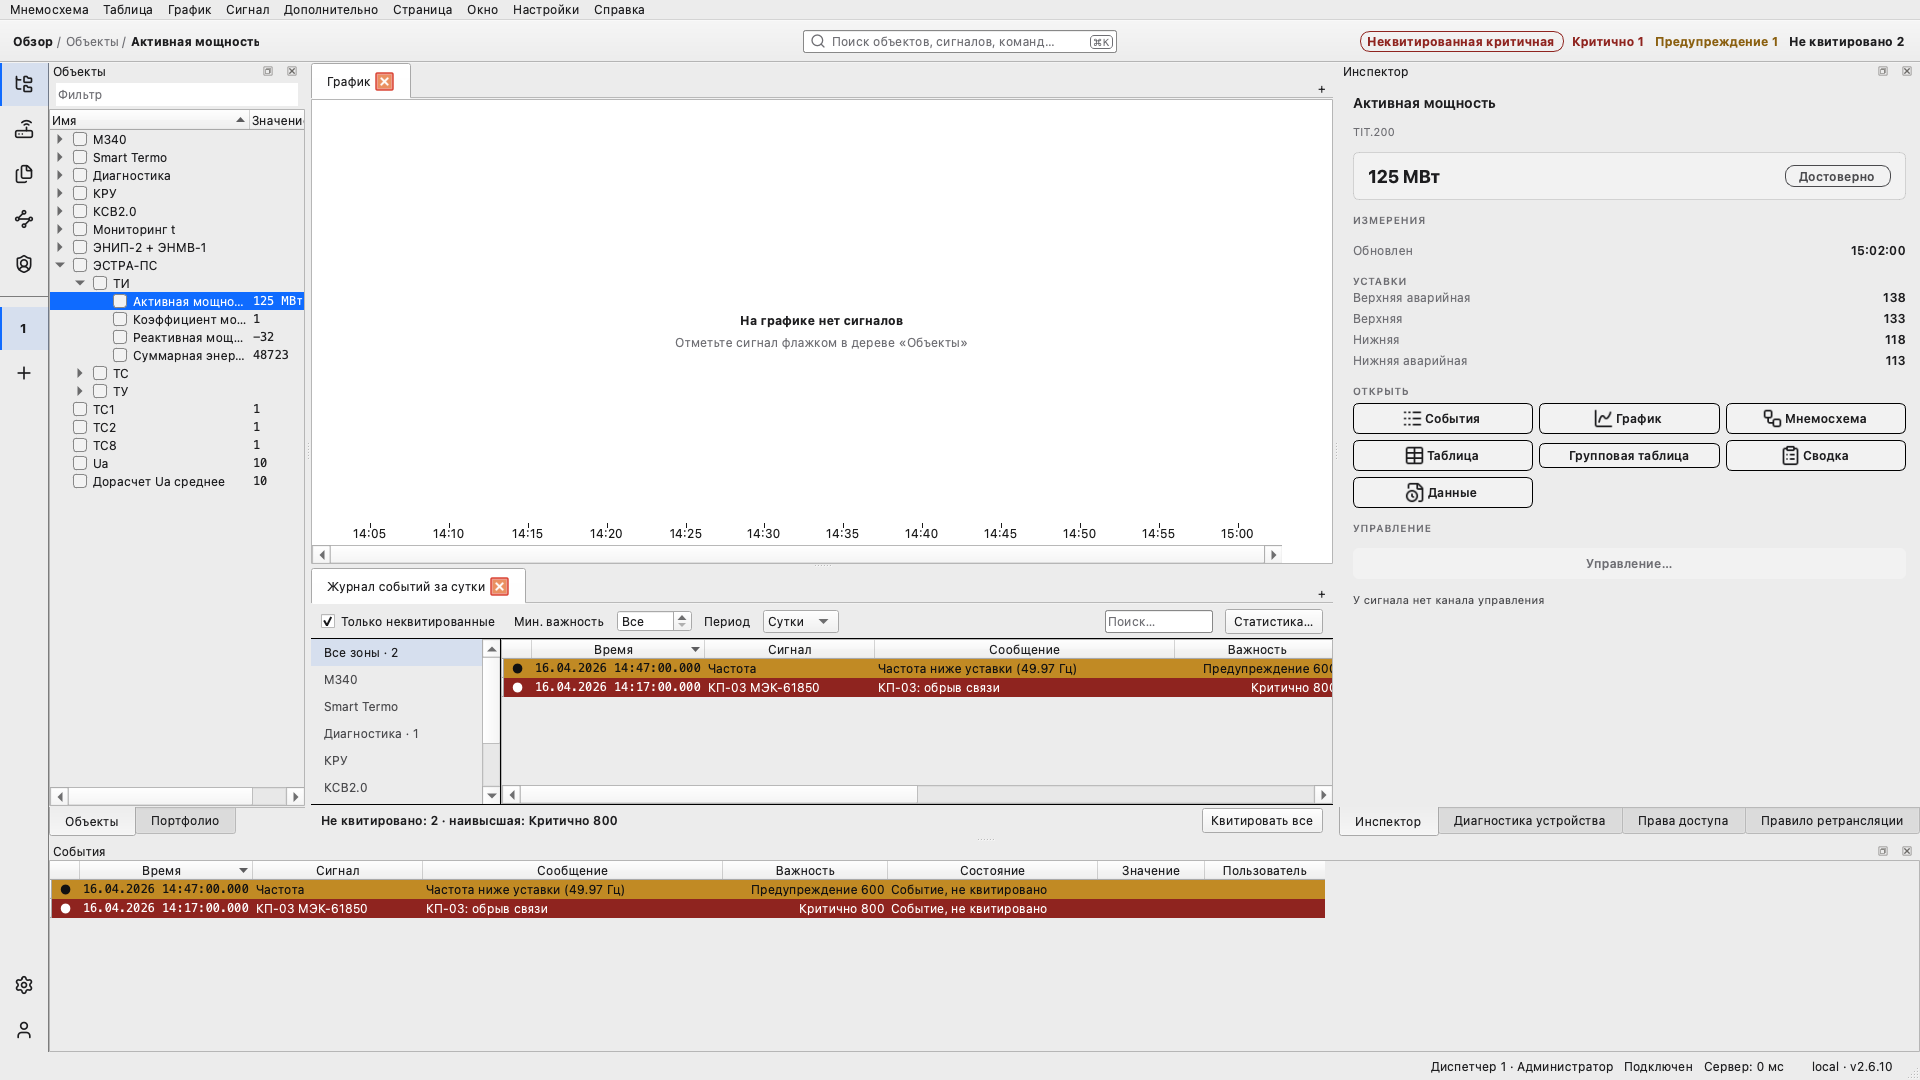 Мнемосхема Таблица График Сигнал Дополнительно Страница Окно Настройки Справка
Обзор / Объекты / Активная мощность
Поиск объектов, сигналов, команд... ⌘K
Неквитированная критичная Критично 1 Предупреждение 1 Не квитировано 2
Объекты
Фильтр
Имя Значени
M340
Smart Termo
Диагностика
КРУ
КСВ2.0
Мониторинг t
ЭНИП-2 + ЭНМВ-1
ЭСТРА-ПС
ТИ
Активная мощно... 125 МВт
Коэффициент мо... 1
Реактивная мощ... −32
Суммарная энер... 48723
ТС
ТУ
ТС1 1
ТС2 1
ТС8 1
Ua 10
Дорасчет Ua среднее 10
Объекты Портфолио
1
График
+
На графике нет сигналов
Отметьте сигнал флажком в дереве «Объекты»
14:05 14:10 14:15 14:20 14:25 14:30 14:35 14:40 14:45 14:50 14:55 15:00
Журнал событий за сутки
+
Только неквитированные Мин. важность Все Период Сутки Поиск... Статистика...
Все зоны · 2
M340
Smart Termo
Диагностика · 1
КРУ
КСВ2.0
Время Сигнал Сообщение Важность
16.04.2026 14:47:00.000 Частота Частота ниже уставки (49.97 Гц) Предупреждение 600
16.04.2026 14:17:00.000 КП-03 МЭК-61850 КП-03: обрыв связи Критично 800
Не квитировано: 2 · наивысшая: Критично 800 Квитировать все
Инспектор
Активная мощность
TIT.200
125 МВт Достоверно
ИЗМЕРЕНИЯ
Обновлен 15:02:00
УСТАВКИ
Верхняя аварийная 138
Верхняя 133
Нижняя 118
Нижняя аварийная 113
ОТКРЫТЬ
События График Мнемосхема
Таблица Групповая таблица Сводка
Данные
УПРАВЛЕНИЕ
Управление...
У сигнала нет канала управления
Инспектор Диагностика устройства Права доступа Правило ретрансляции
События
Время Сигнал Сообщение Важность Состояние Значение Пользователь
16.04.2026 14:47:00.000 Частота Частота ниже уставки (49.97 Гц) Предупреждение 600 Событие, не квитировано
16.04.2026 14:17:00.000 КП-03 МЭК-61850 КП-03: обрыв связи Критично 800 Событие, не квитировано
Диспетчер 1 · Администратор Подключен Сервер: 0 мс local · v2.6.10